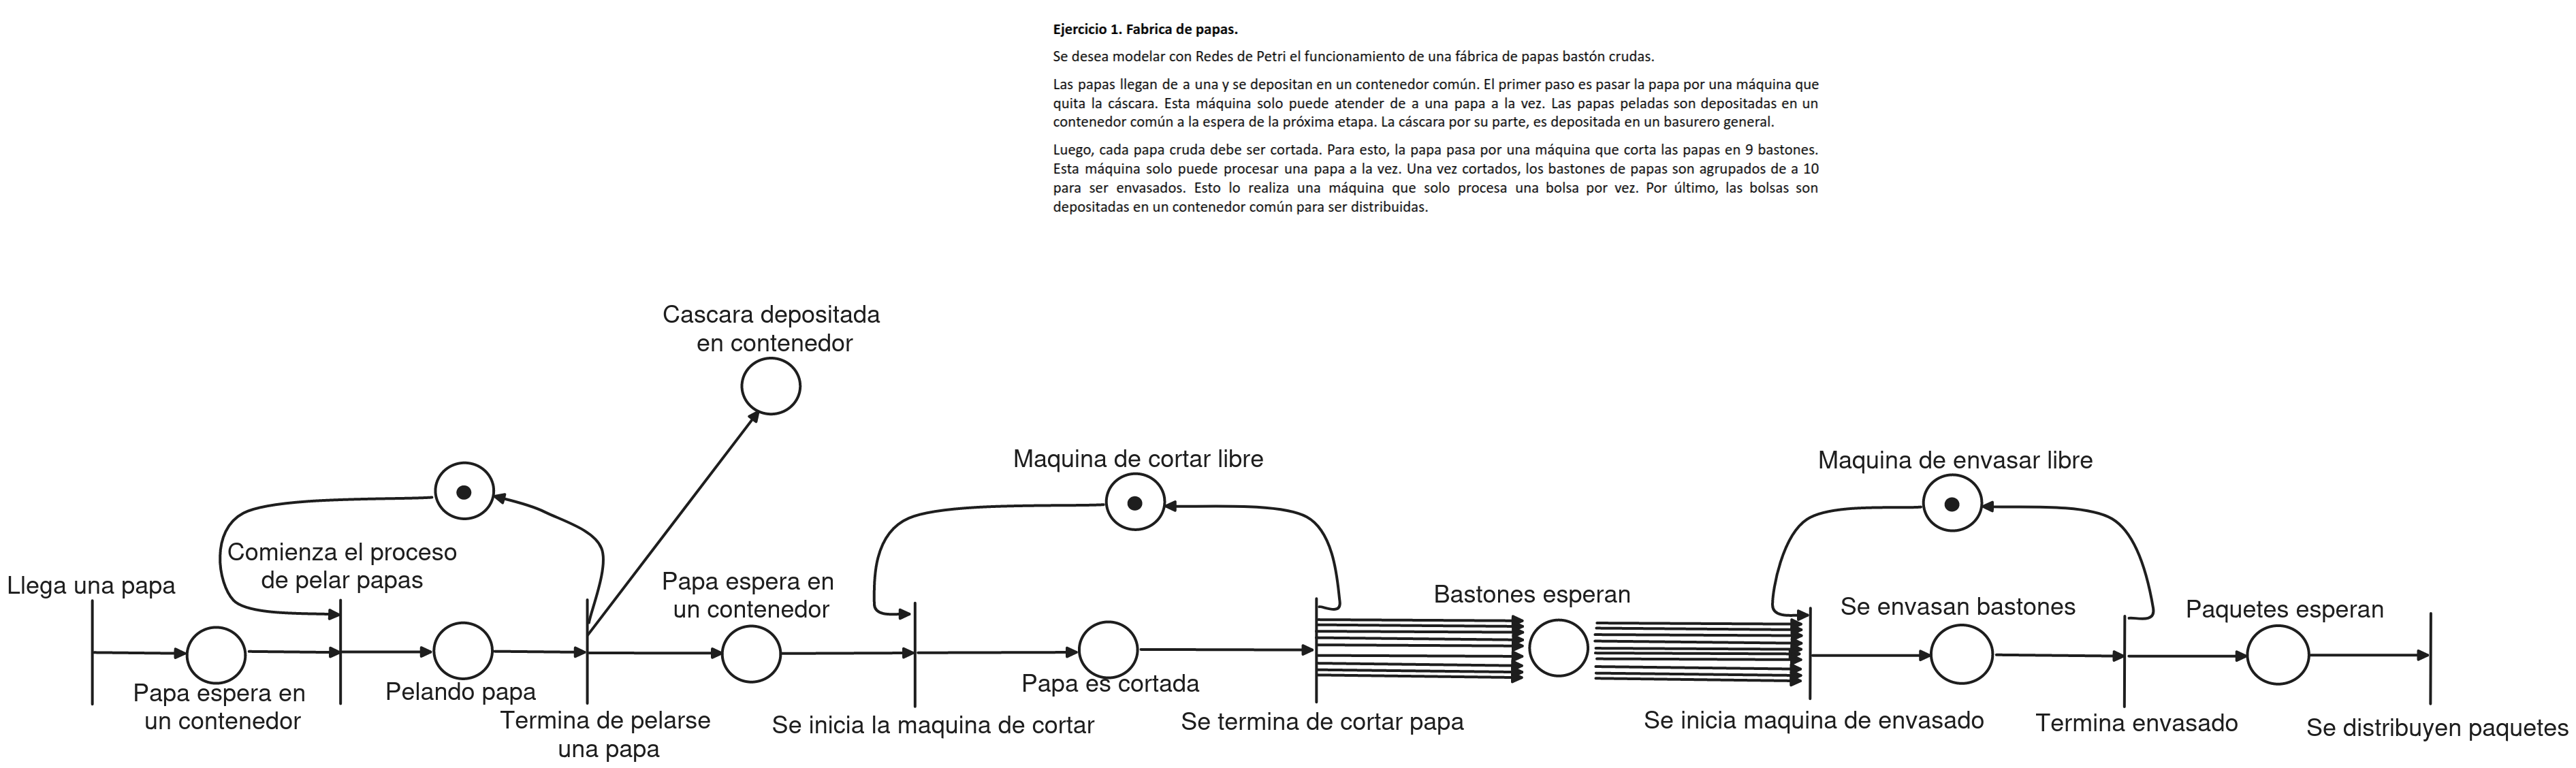 Ejercicio 1. Fabrica de papas.
Se desea modelar con Redes de Petri el funcionamiento de una fábrica de papas bastón crudas.
Las papas llegan de a una y se depositan en un contenedor común. El primer paso es pasar la papa por una máquina que
quita la cáscara. Esta máquina solo puede atender de a una papa a la vez. Las papas peladas son depositadas en un
contenedor común a la espera de la próxima etapa. La cáscara por su parte, es depositada en un basurero general.
Luego, cada papa cruda debe ser cortada. Para esto, la papa pasa por una máquina que corta las papas en 9 bastones.
Esta máquina solo puede procesar una papa a la vez. Una vez cortados, los bastones de papas son agrupados de a 10
para ser envasados. Esto lo realiza una máquina que solo procesa una bolsa por vez. Por último, las bolsas son
depositadas en un contenedor común para ser distribuidas.
Cascara depositada
en contenedor
Maquina de cortar libre
Maquina de envasar libre
Comienza el proceso
de pelar papas
Llega una papa
Papa espera en
un contenedor
Bastones esperan
Se envasan bastones
Paquetes esperan
Papa espera en
un contenedor
Pelando papa
Papa es cortada
Termina de pelarse
una papa
Se inicia la maquina de cortar
Se termina de cortar papa
Se inicia maquina de envasado
Termina envasado
Se distribuyen paquetes